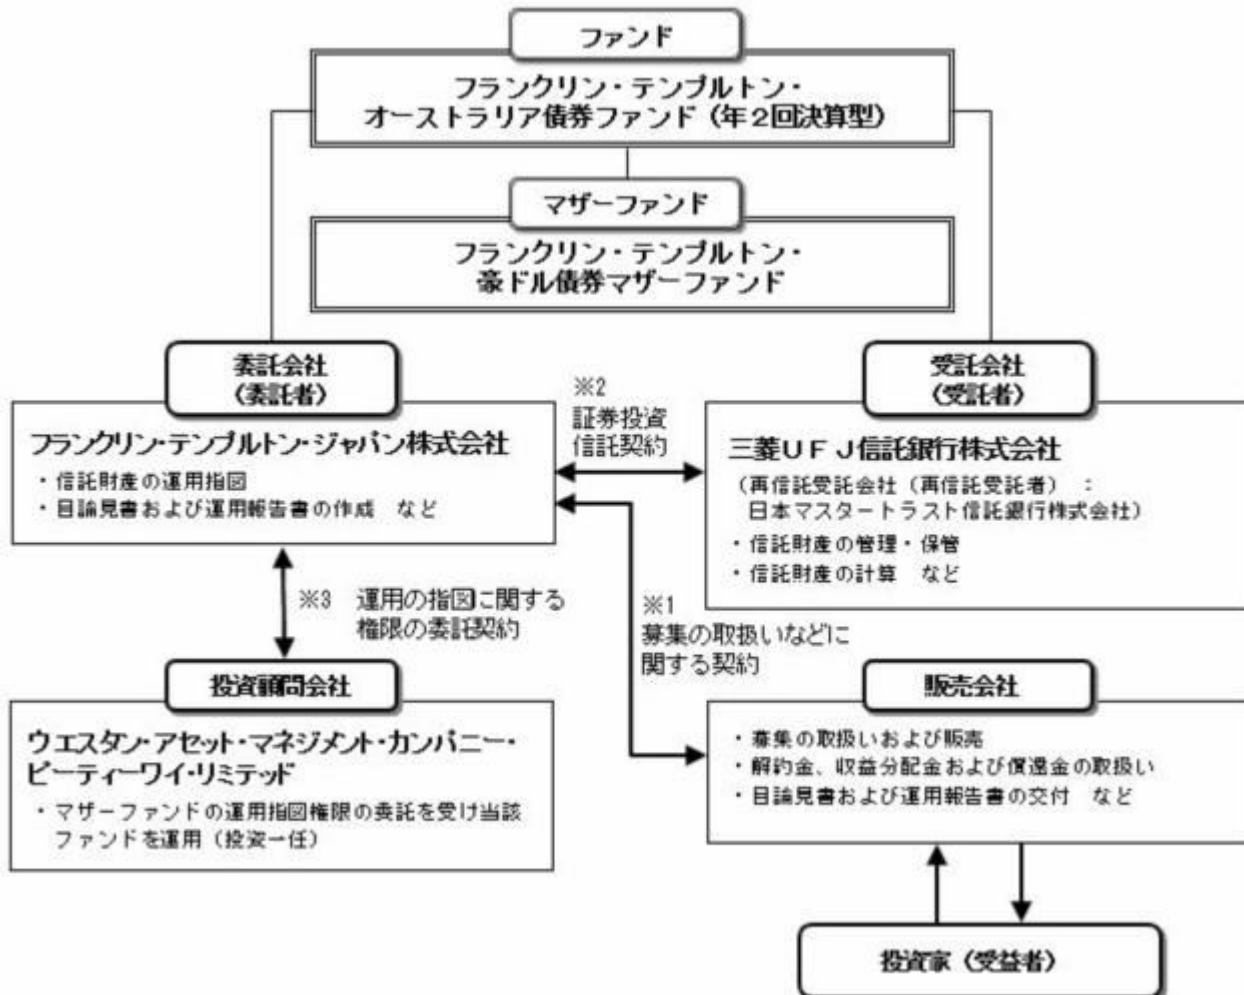 ファンド
フランクリン・テンプルトン・
オーストラリア債券ファンド（年２回決算型）
マザーファンド
フランクリン・テンプルトン・
豪ドル債券マザーファンド
委託会社
（委託者）
フランクリン・テンプルトン・ジャパン株式会社
・信託財産の運用指図
・目論見書および運用報告書の作成　など
※2
証券投資
信託契約
受託会社
（受託者）
三菱ＵＦＪ信託銀行株式会社
（再信託受託会社（再信託受託者）：
日本マスタートラスト信託銀行株式会社）
・信託財産の管理・保管
・信託財産の計算　など
※3　運用の指図に関する
権限の委託契約
※1
募集の取扱いなどに
関する契約
投資顧問会社
ウエスタン・アセット・マネジメント・カンパニー・
ピーティーワイ・リミテッド
・マザーファンドの運用指図権限の委託を受け当該
ファンドを運用（投資一任）
販売会社
・募集の取扱いおよび販売
・解約金、収益分配金および償還金の取扱い
・目論見書および運用報告書の交付　など
投資家（受益者）